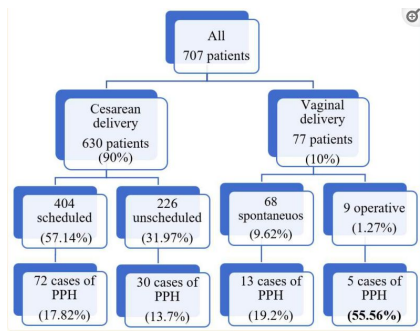 All
707 patients
Cesarean
delivery
630 patients
(90%)
Vaginal
delivery
77 patients
(10%)
404
scheduled
(57.14%)
226
unscheduled
(31.97%)
68
spontaneuos
(9.62%)
9 operative
(1.27%)
72 cases of
PPH
(17.82%)
30 cases of
PPH
(13.7%)
13 cases of
PPH
(19.2%)
5 cases of
PPH
(55.56%)